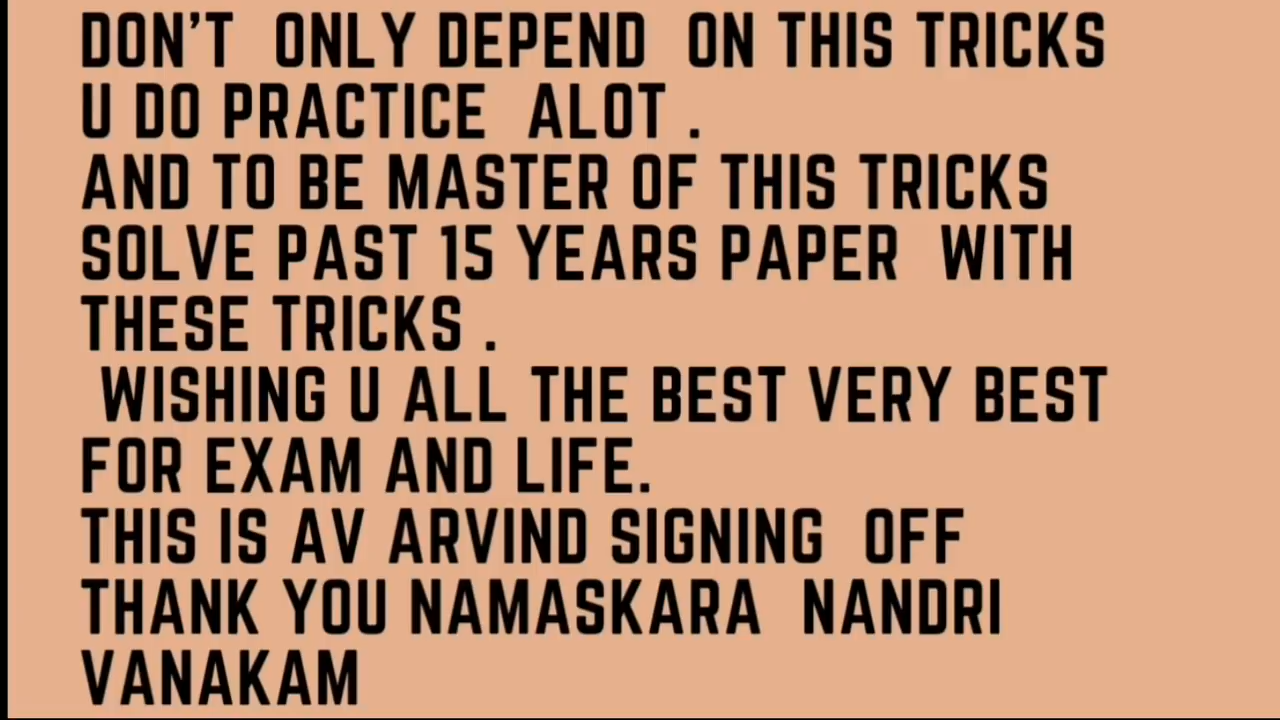 DON'T ONLY DEPEND ON THIS TRICKS
U DO PRACTICE ALOT .
AND TO BE MASTER OF THIS TRICKS
SOLVE PAST 15 YEARS PAPER WITH
THESE TRICKS .
WISHING U ALL THE BEST VERY BEST
FOR EXAM AND LIFE.
THIS IS AV ARVIND SIGNING OFF
THANK YOU NAMASKARA NANDRI
VANAKAM